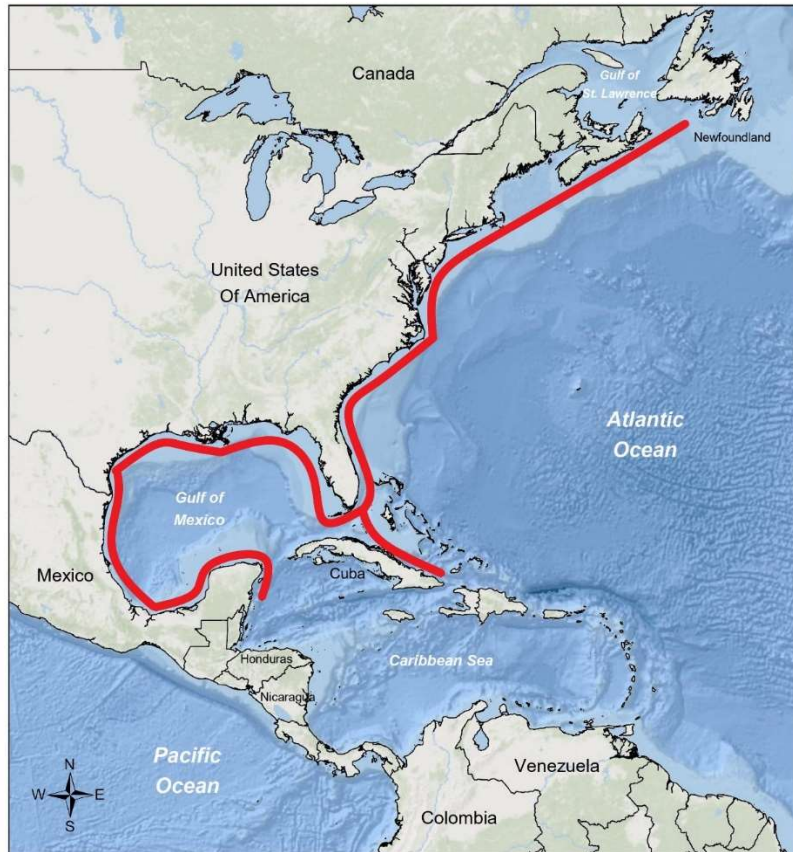 Canada
Gulf of
St. Lawrence
Newfoundland
United States
Of America
Atlantic
Ocean
Gulf of
Mexico
Mexico
Cuba
Honduras
Caribbean Sea
Nicaragua
Pacific
Ocean
Venezuela
Colombia
N
W
E
S